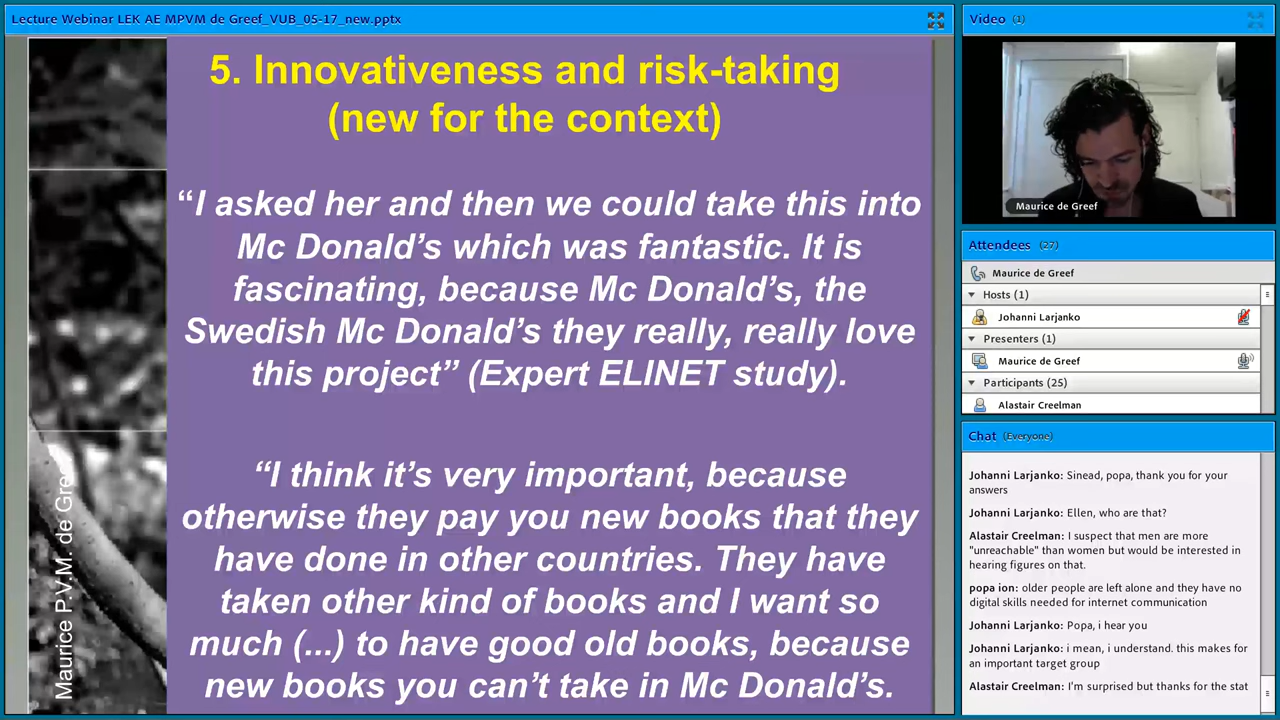 Lecture Webinar LEK AE MPVM de Greef_VUB_05-17_new.pptx
5. Innovativeness and risk-taking
(new for the context)
“I asked her and then we could take this into
Mc Donald’s which was fantastic. It is
fascinating, because Mc Donald’s, the
Swedish Mc Donald’s they really, really love
this project” (Expert ELINET study).
“I think it’s very important, because
otherwise they pay you new books that they
have done in other countries. They have
taken other kind of books and I want so
much (...) to have good old books, because
new books you can’t take in Mc Donald’s.
Maurice P.V.M. de Gree
Video (1)
Maurice de Greef
Attendees (27)
Maurice de Greef
Hosts (1)
Johanni Larjanko
Presenters (1)
Maurice de Greef
Participants (25)
Alastair Creelman
Chat (Everyone)
Johanni Larjanko: Sinead, popa, thank you for your
answers
Johanni Larjanko: Ellen, who are that?
Alastair Creelman: I suspect that men are more
"unreachable" than women but would be interested in
hearing figures on that.
popa ion: older people are left alone and they have no
digital skills needed for internet communication
Johanni Larjanko: Popa, i hear you
Johanni Larjanko: i mean, i understand. this makes for
an important target group
Alastair Creelman: I'm surprised but thanks for the stat